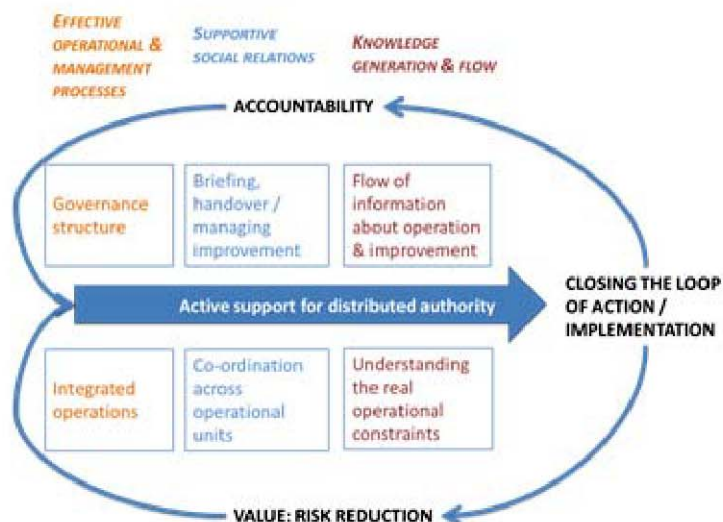 EFFECTIVE
OPERATIONAL &
MANAGEMENT
PROCESSES
SUPPORTIVE
SOCIAL RELATIONS
KNOWLEDGE
GENERATION & FLOW
ACCOUNTABILITY
Governance
structure
Briefing,
handover /
managing
improvement
Flow of
information
about operation
& improvement
Active support for distributed authority
CLOSING THE LOOP
OF ACTION /
IMPLEMENTATION
Integrated
operations
Co-ordination
across
operational
units
Understanding
the real
operational
constraints
VALUE: RISK REDUCTION